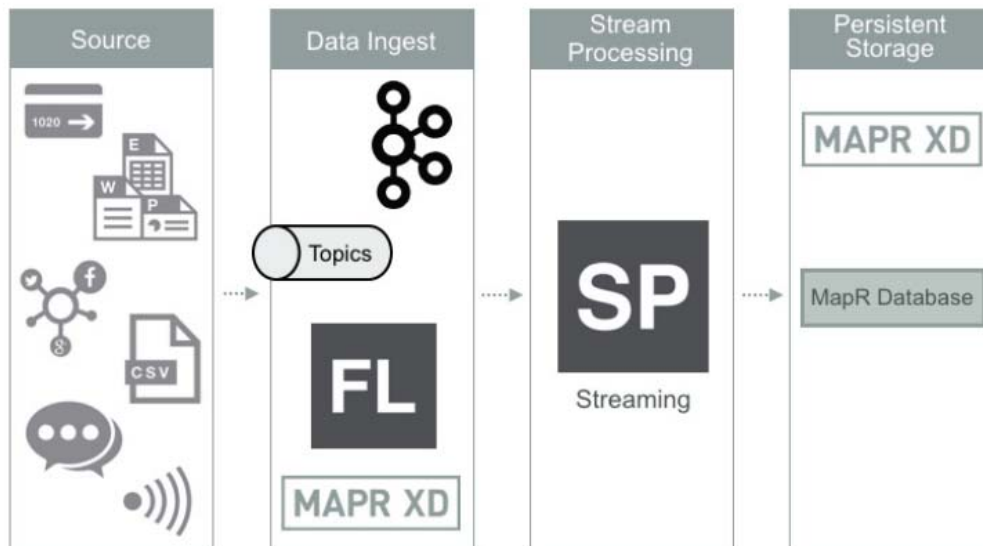 Source
Data Ingest
Stream
Processing
Persistent
Storage
1020
E
W
P
Topics
CSV
FL
MAPR XD
SP
Streaming
MAPR XD
MapR Database